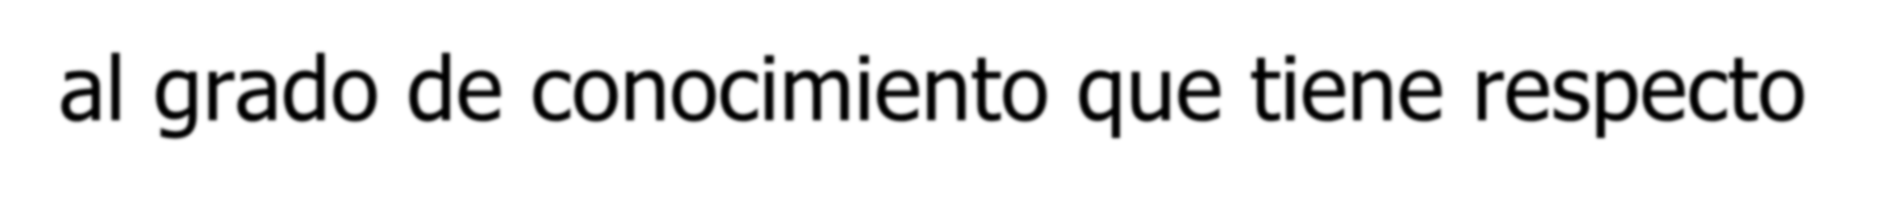 al grado de conocimiento que tiene respecto